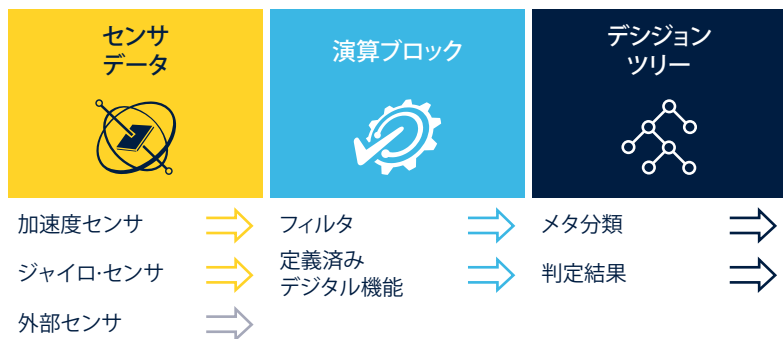 センサ
データ
演算ブロック
デシジョン
ツリー
加速度センサ
ジャイロ・センサ
外部センサ
フィルタ
定義済み
デジタル機能
メタ分類
判定結果